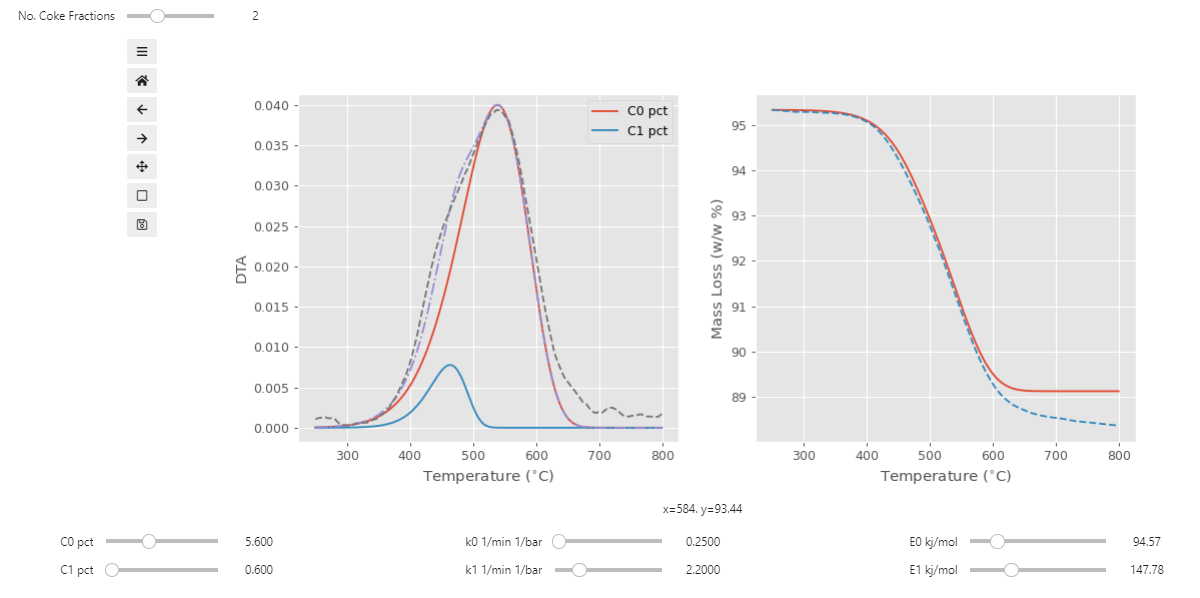 No. Coke Fractions 2
C0 pct
C1 pct
DTA
0.040
0.035
0.030
0.025
0.020
0.015
0.010
0.005
0.000
300 400 500 600 700 800
Temperature (°C)
Mass Loss (w/w %)
95
94
93
92
91
90
89
300 400 500 600 700 800
Temperature (°C)
x=584. y=93.44
C0 pct 5.600 k0 1/min 1/bar 0.2500 E0 kj/mol 94.57
C1 pct 0.600 k1 1/min 1/bar 2.2000 E1 kj/mol 147.78